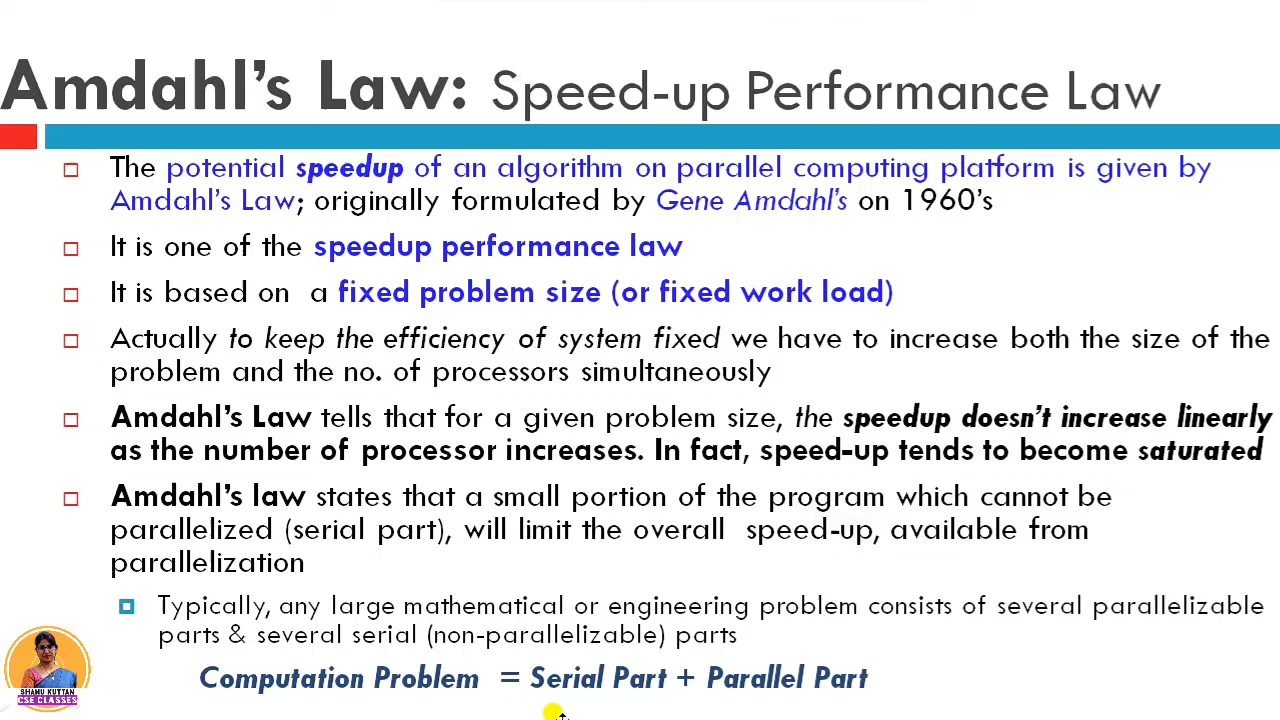 Amdahl’s Law: Speed-up Performance Law
The potential speedup of an algorithm on parallel computing platform is given by
Amdahl’s Law; originally formulated by Gene Amdahl’s on 1960’s
It is one of the speedup performance law
It is based on a fixed problem size (or fixed work load)
Actually to keep the efficiency of system fixed we have to increase both the size of the
problem and the no. of processors simultaneously
Amdahl’s Law tells that for a given problem size, the speedup doesn’t increase linearly
as the number of processor increases. In fact, speed-up tends to become saturated
Amdahl’s law states that a small portion of the program which cannot be
parallelized (serial part), will limit the overall speed-up, available from
parallelization
Typically, any large mathematical or engineering problem consists of several parallelizable
parts & several serial (non-parallelizable) parts
Computation Problem = Serial Part + Parallel Part
SHANU KUTTAN
CSE CLASSES